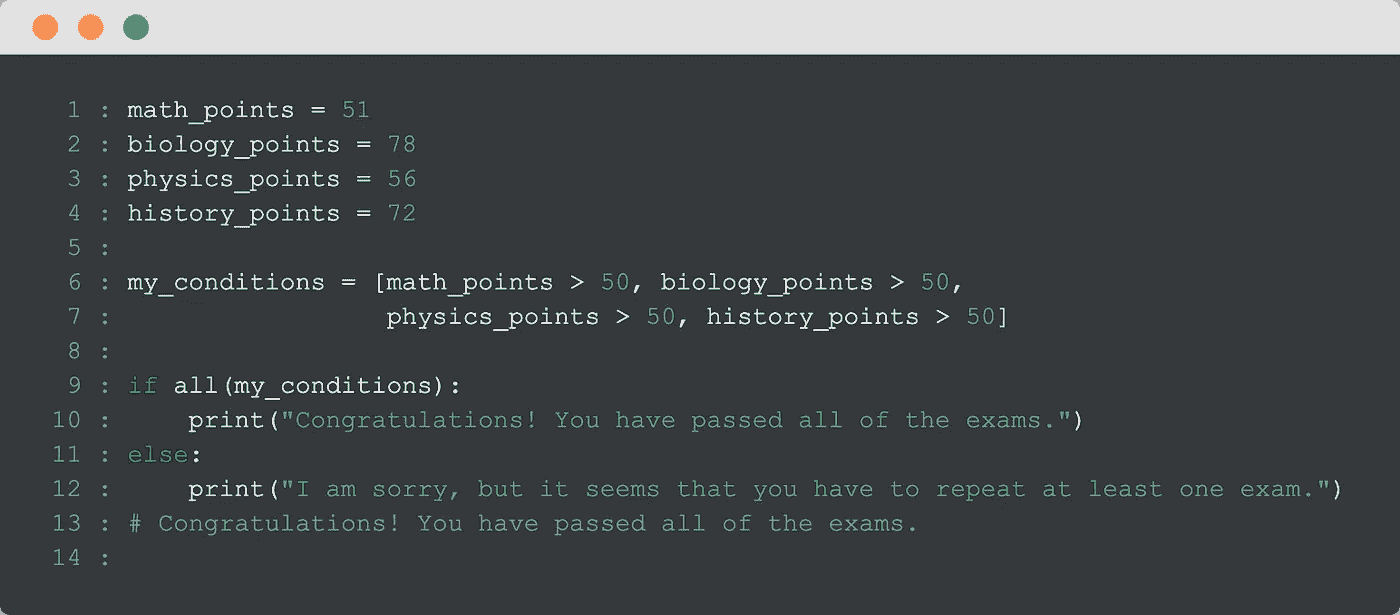 1 : math_points = 51
2 : biology_points = 78
3 : physics_points = 56
4 : history_points = 72
5 :
6 : my_conditions = [math_points > 50, biology_points > 50,
7 :                  physics_points > 50, history_points > 50]
8 :
9 : if all(my_conditions):
10 :     print("Congratulations! You have passed all of the exams.")
11 : else:
12 :     print("I am sorry, but it seems that you have to repeat at least one exam.")
13 : # Congratulations! You have passed all of the exams.
14 :